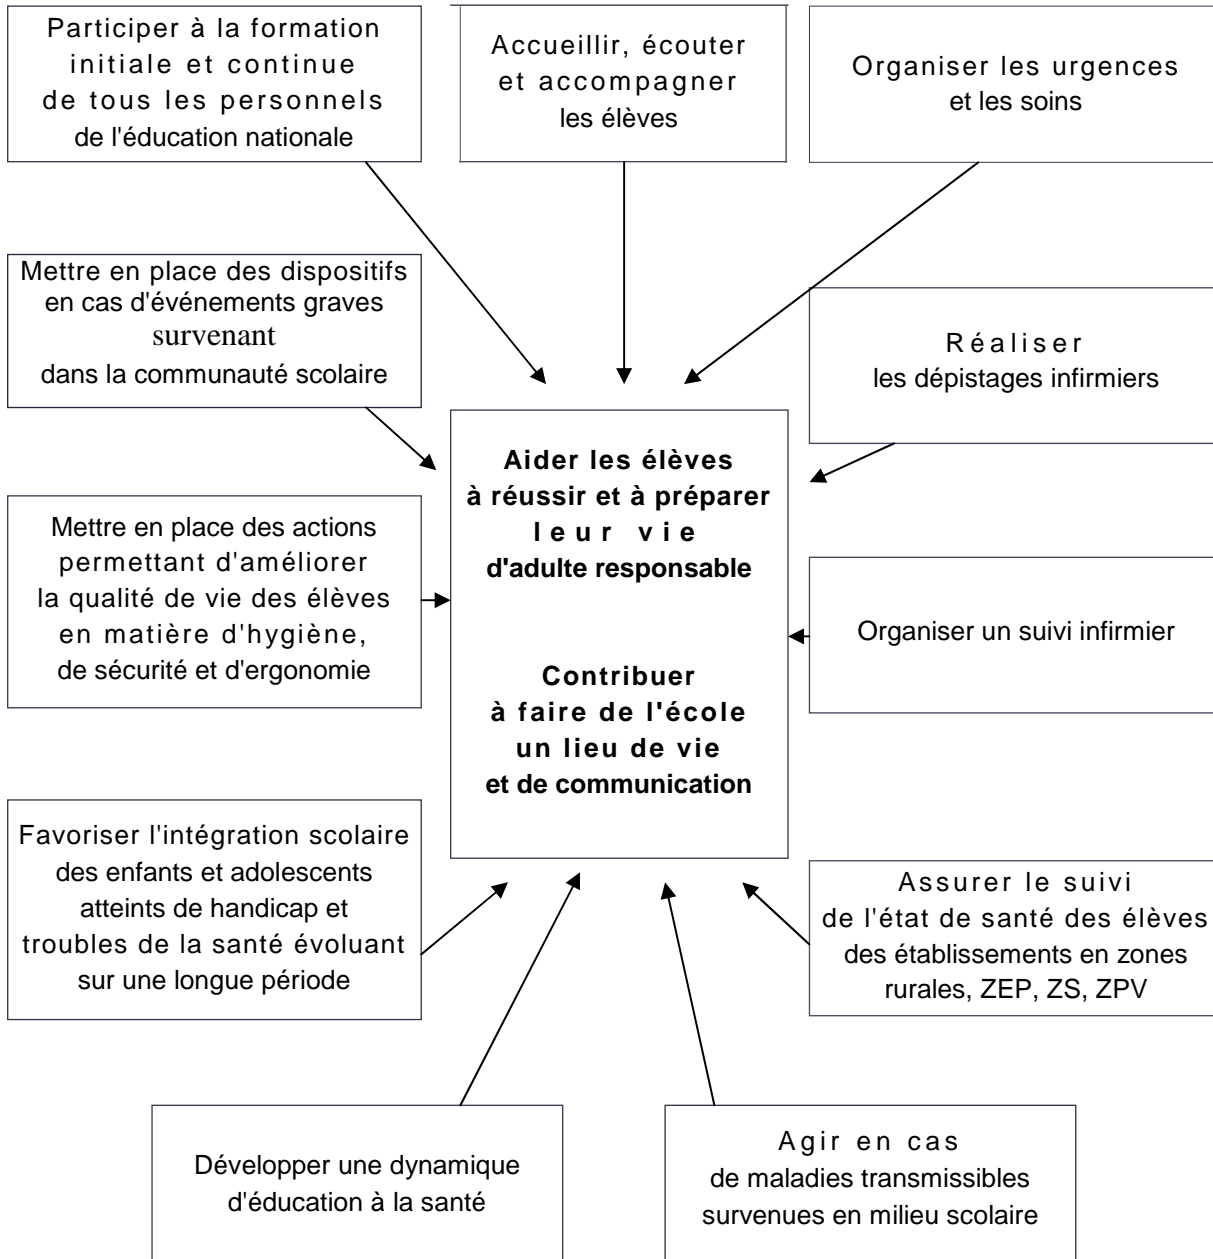 Participer à la formation
initiale et continue
de tous les personnels
de l'éducation nationale
Accueillir, écouter
et accompagner
les élèves
Organiser les urgences
et les soins
Mettre en place des dispositifs
en cas d'événements graves
survenant
dans la communauté scolaire
Réaliser
les dépistages infirmiers
Aider les élèves
à réussir et à préparer
leur vie
d'adulte responsable
Contribuer
à faire de l'école
un lieu de vie
et de communication
Mettre en place des actions
permettant d'améliorer
la qualité de vie des élèves
en matière d'hygiène,
de sécurité et d'ergonomie
Organiser un suivi infirmier
Favoriser l'intégration scolaire
des enfants et adolescents
atteints de handicap et
troubles de la santé évoluant
sur une longue période
Assurer le suivi
de l'état de santé des élèves
des établissements en zones
rurales, ZEP, ZS, ZPV
Développer une dynamique
d'éducation à la santé
Agir en cas
de maladies transmissibles
survenues en milieu scolaire